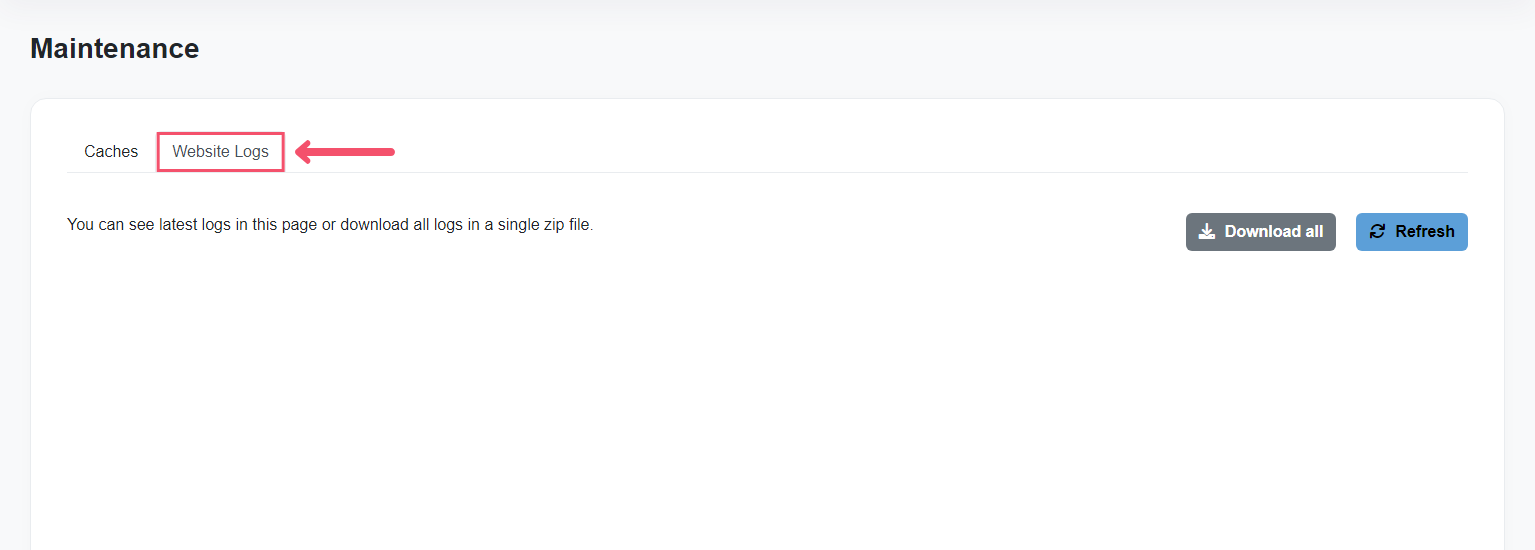 Maintenance
Caches
Website Logs
You can see latest logs in this page or download all logs in a single zip file.
Download all
Refresh